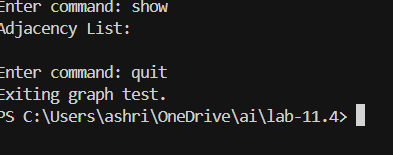 Enter command: show
Adjacency List:
Enter command: quit
Exiting graph test.
PS C:\Users\ashri\OneDrive\ai\lab-11.4>